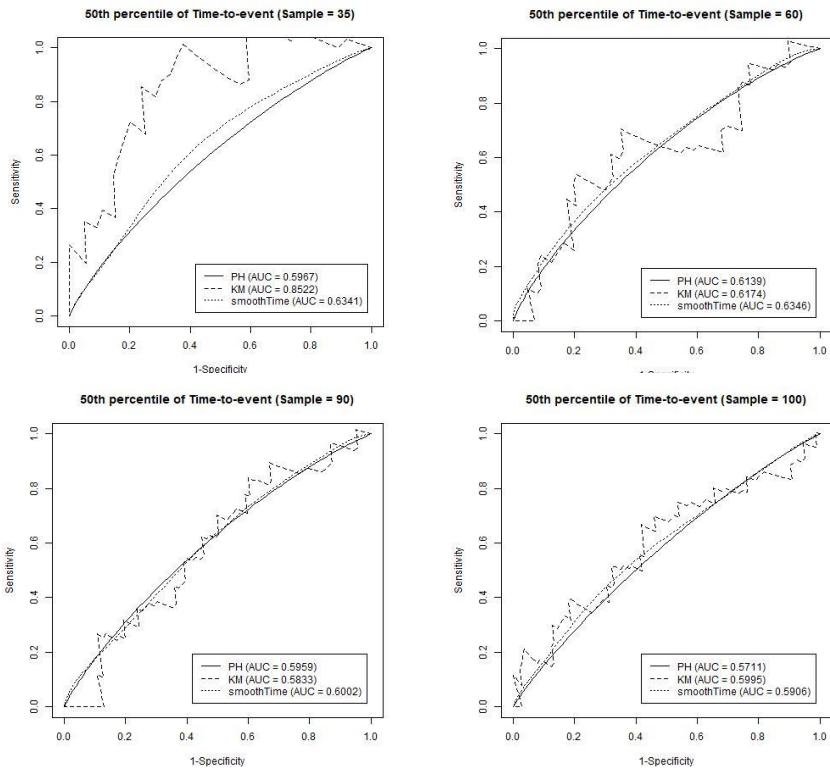 50th percentile of Time-to-event (Sample = 35)
Sensitivity
0.0 0.2 0.4 0.6 0.8 1.0
PH (AUC = 0.5967)
KM (AUC = 0.8522)
smoothTime (AUC = 0.6341)
0.0 0.2 0.4 0.6 0.8 1.0
1-Specificity
50th percentile of Time-to-event (Sample = 60)
Sensitivity
0.0 0.2 0.4 0.6 0.8 1.0
PH (AUC = 0.6139)
KM (AUC = 0.6174)
smoothTime (AUC = 0.6346)
0.0 0.2 0.4 0.6 0.8 1.0
1-Specificity
50th percentile of Time-to-event (Sample = 90)
Sensitivity
0.0 0.2 0.4 0.6 0.8 1.0
PH (AUC = 0.5959)
KM (AUC = 0.5833)
smoothTime (AUC = 0.6002)
0.0 0.2 0.4 0.6 0.8 1.0
1-Specificity
50th percentile of Time-to-event (Sample = 100)
Sensitivity
0.0 0.2 0.4 0.6 0.8 1.0
PH (AUC = 0.5711)
KM (AUC = 0.5995)
smoothTime (AUC = 0.5906)
0.0 0.2 0.4 0.6 0.8 1.0
1-Specificity